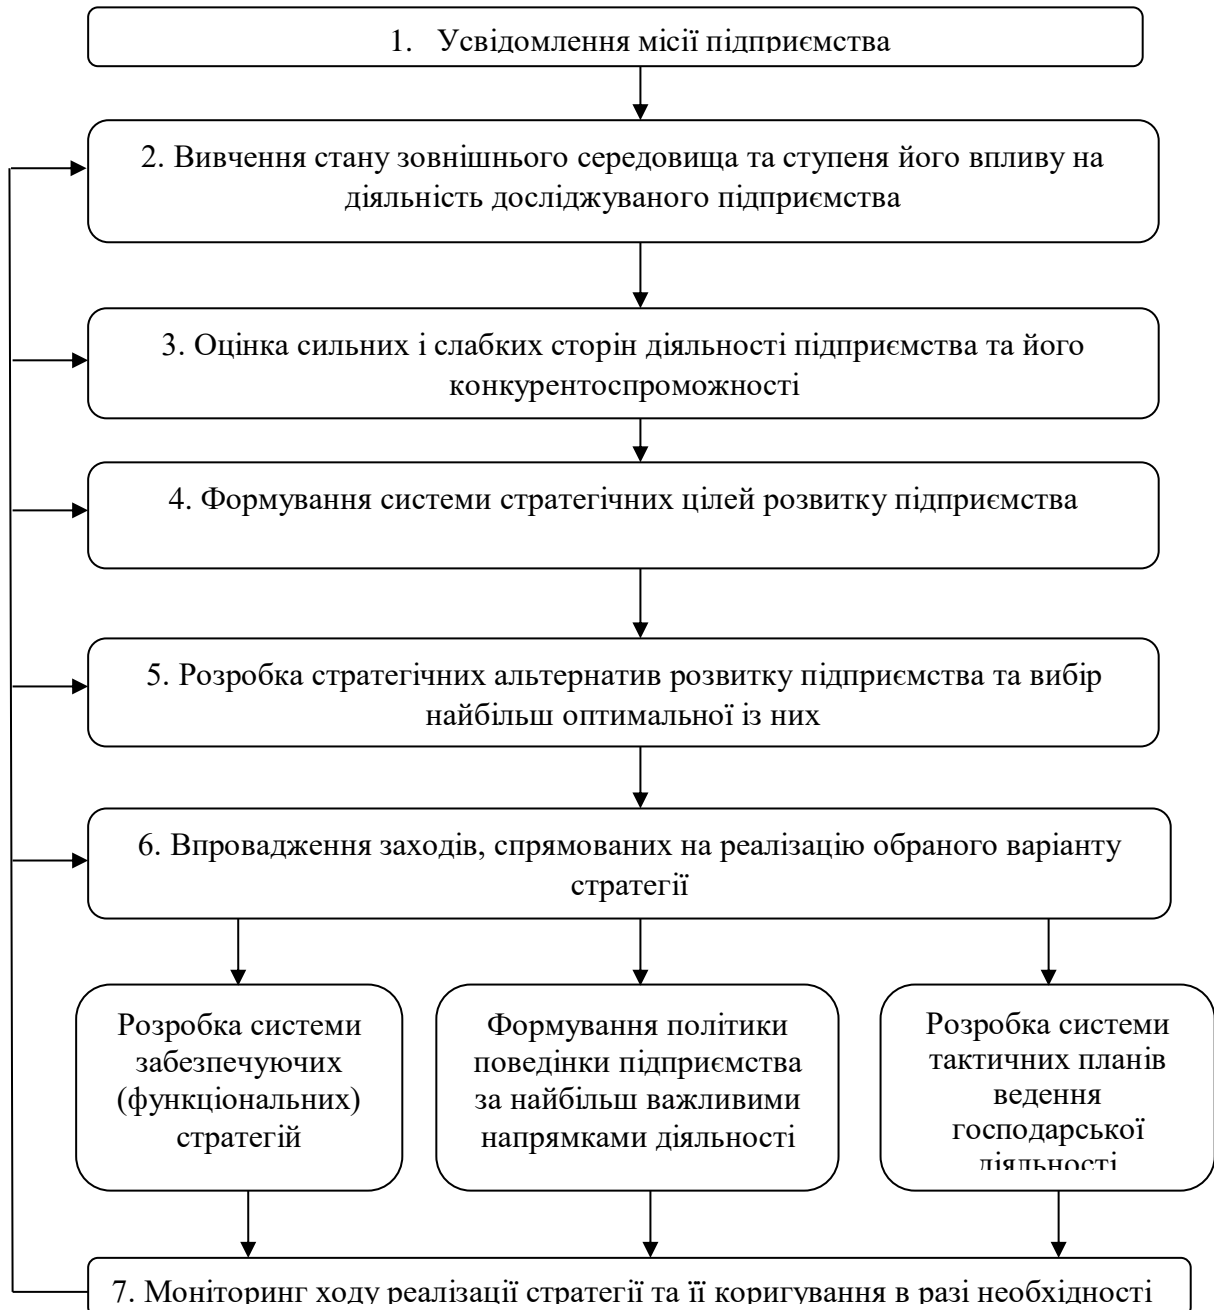 1. Усвідомлення місії підприємства
2. Вивчення стану зовнішнього середовища та ступеня його впливу на
діяльність досліджуваного підприємства
3. Оцінка сильних і слабких сторін діяльності підприємства та його
конкурентоспроможності
4. Формування системи стратегічних цілей розвитку підприємства
5. Розробка стратегічних альтернатив розвитку підприємства та вибір
найбільш оптимальної із них
6. Впровадження заходів, спрямованих на реалізацію обраного варіанту
стратегії
Розробка системи
забезпечуючих
(функціональних)
стратегій
Формування політики
поведінки підприємства
за найбільш важливими
напрямками діяльності
Розробка системи
тактичних планів
ведення
господарської
діяльності
7. Моніторинг ходу реалізації стратегії та її коригування в разі необхідності